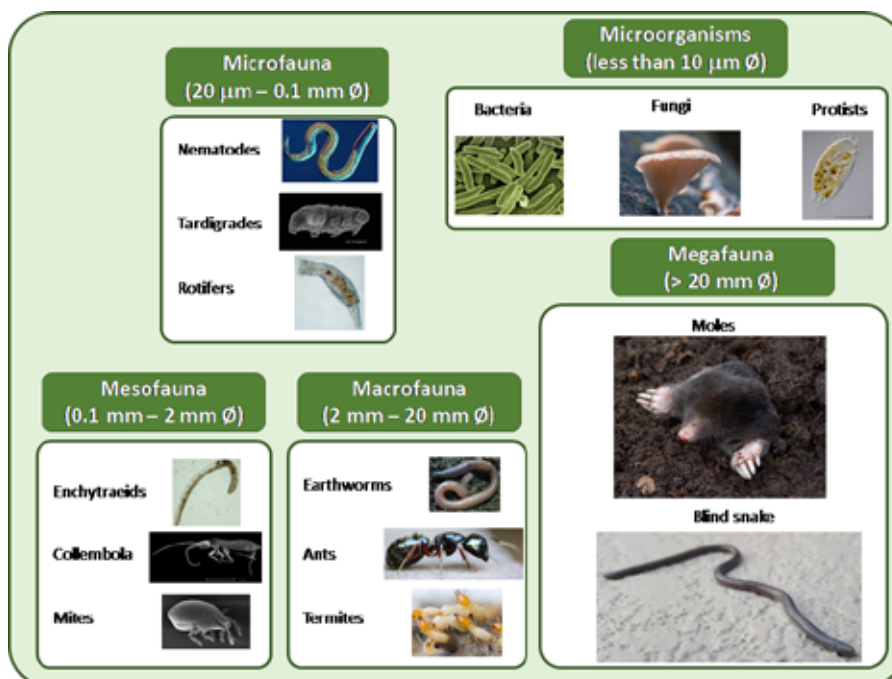 Microorganisms
(less than 10 μm Ø)
Bacteria
Fungi
Protists
Microfauna
(20 μm – 0.1 mm Ø)
Nematodes
Tardigrades
Rotifers
Megafauna
(> 20 mm Ø)
Moles
Blind snake
Mesofauna
(0.1 mm – 2 mm Ø)
Enchytraeids
Collembola
Mites
Macrofauna
(2 mm – 20 mm Ø)
Earthworms
Ants
Termites